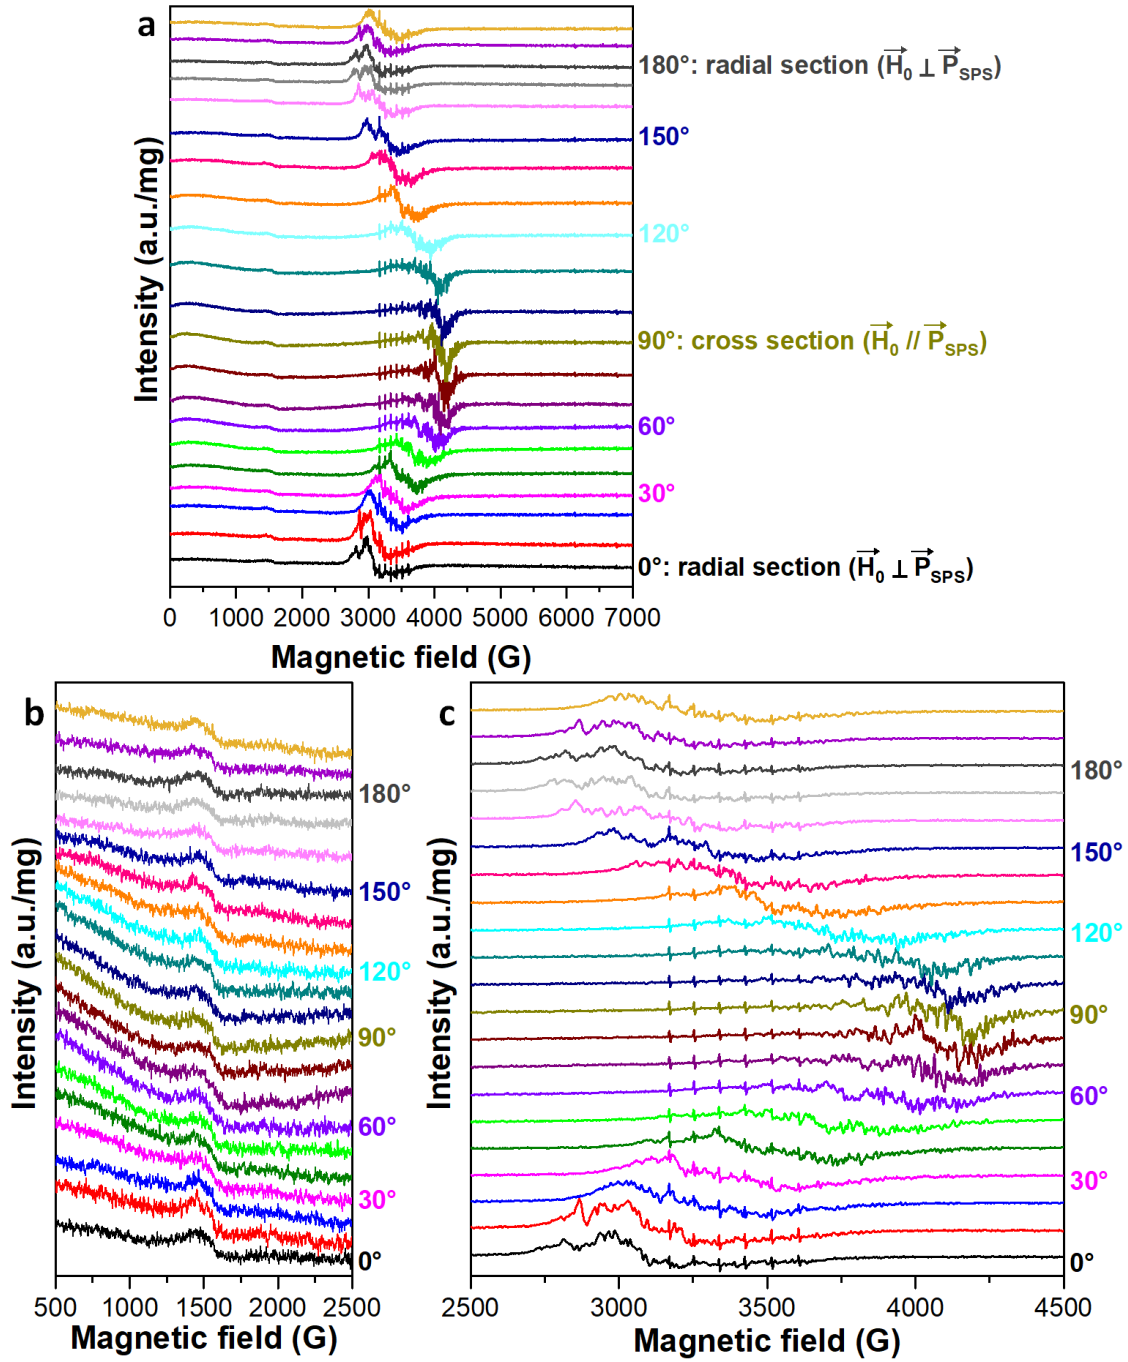 a
Intensity (a.u./mg)
180°: radial section (H₀ ⊥ P_SPS)
150°
120°
90°: cross section (H₀ // P_SPS)
60°
30°
0°: radial section (H₀ ⊥ P_SPS)
0 1000 2000 3000 4000 5000 6000 7000
Magnetic field (G)
b
Intensity (a.u./mg)
180°
150°
120°
90°
60°
30°
0°
500 1000 1500 2000 2500
Magnetic field (G)
c
Intensity (a.u./mg)
180°
150°
120°
90°
60°
30°
0°
2500 3000 3500 4000 4500
Magnetic field (G)